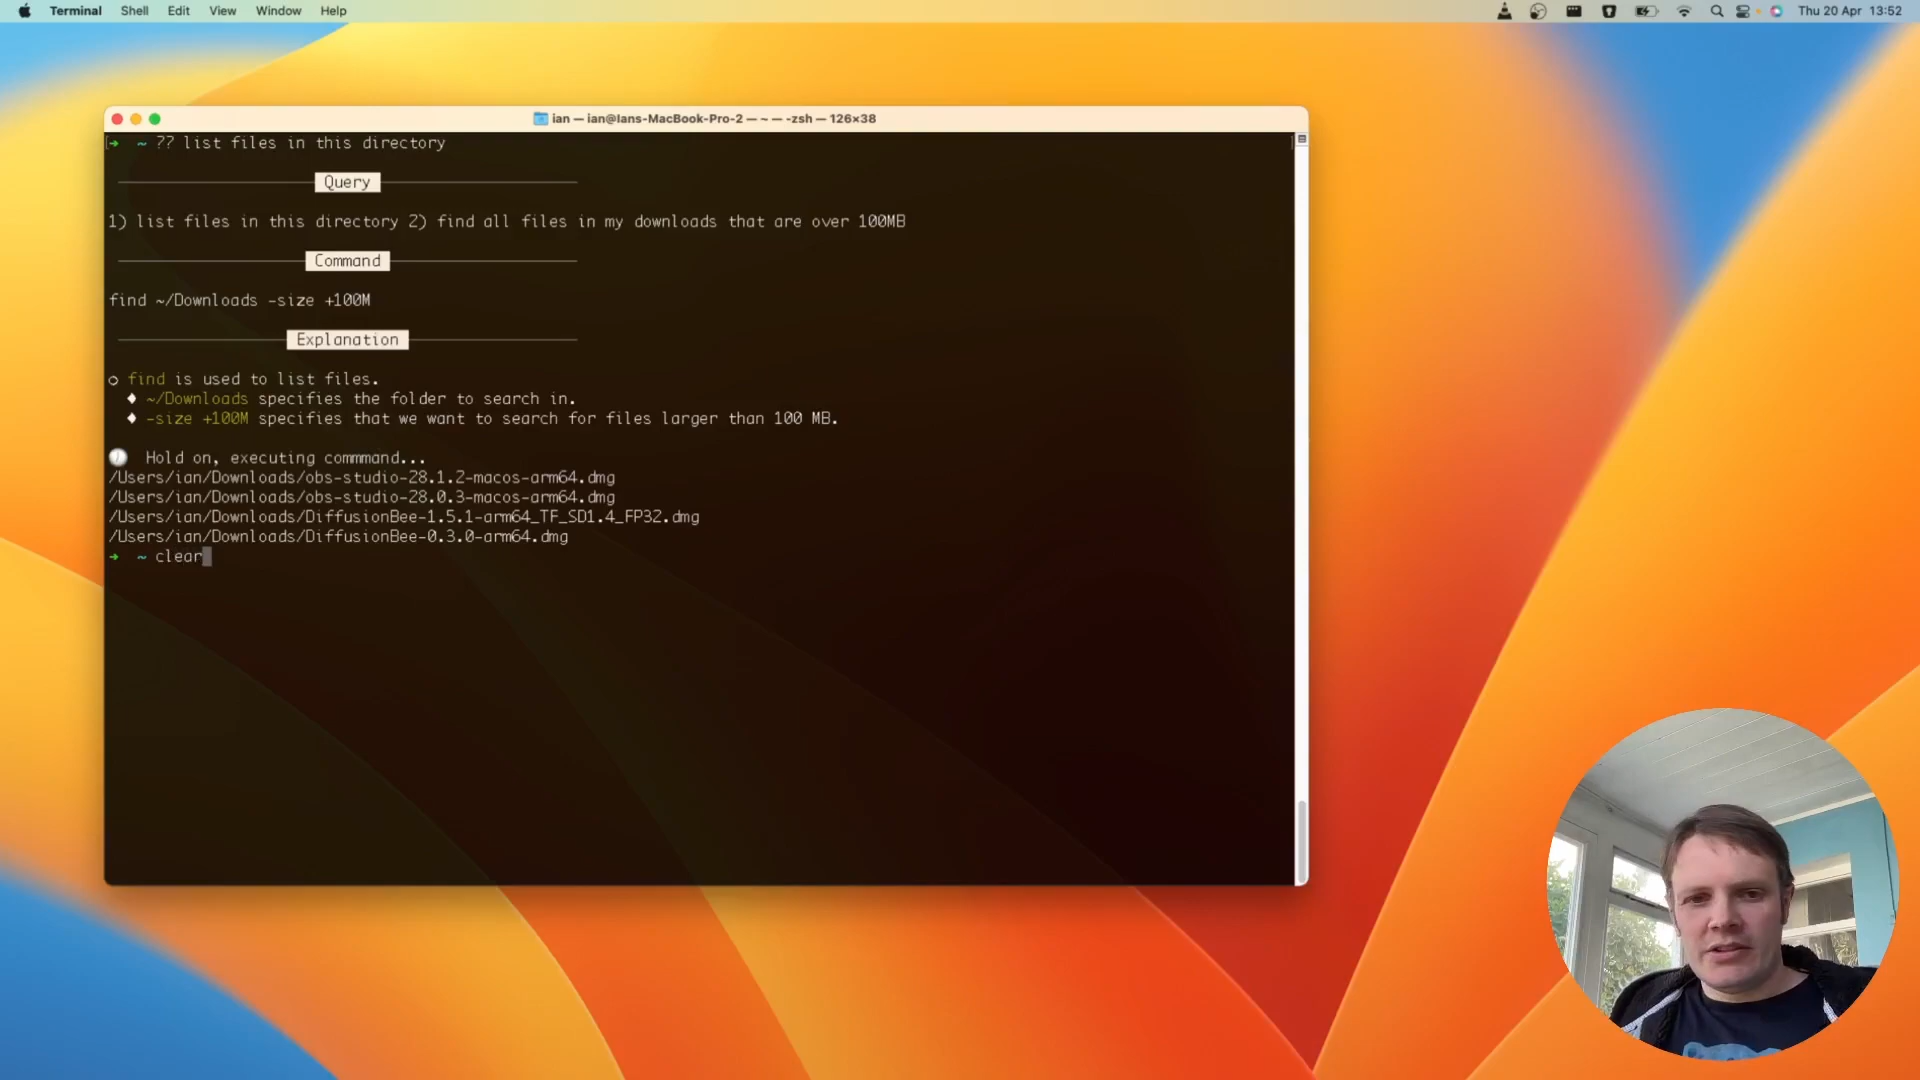 Terminal Shell Edit View Window Help Thu 20 Apr 13:52
ian — ian@Ians-MacBook-Pro-2 — ~ — -zsh — 126×38
[➜ ~ ?? list files in this directory ]
Query
1) list files in this directory 2) find all files in my downloads that are over 100MB
Command
find ~/Downloads -size +100M
Explanation
○ find is used to list files.
♦ ~/Downloads specifies the folder to search in.
♦ -size +100M specifies that we want to search for files larger than 100 MB.
🕖 Hold on, executing commmand...
/Users/ian/Downloads/obs-studio-28.1.2-macos-arm64.dmg
/Users/ian/Downloads/obs-studio-28.0.3-macos-arm64.dmg
/Users/ian/Downloads/DiffusionBee-1.5.1-arm64_TF_SD1.4_FP32.dmg
/Users/ian/Downloads/DiffusionBee-0.3.0-arm64.dmg
➜ ~ clear